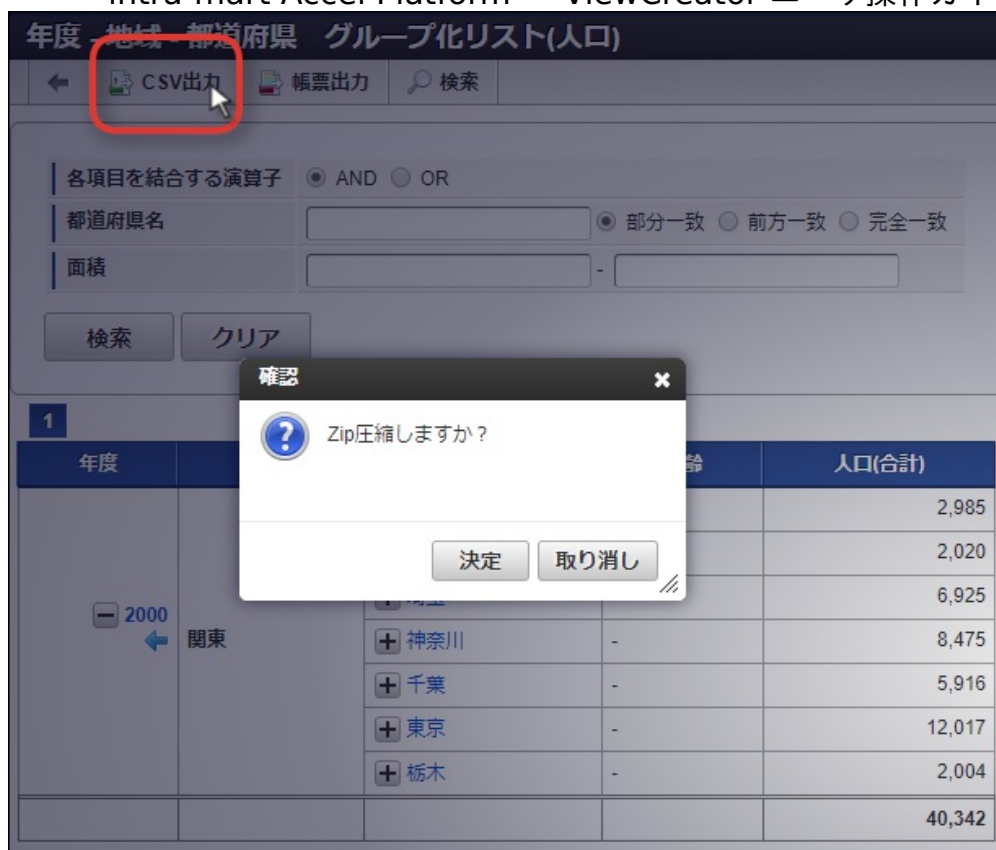 年度 - 地域 - 都道府県　グループ化リスト(人口)
CSV出力 帳票出力 検索
各項目を結合する演算子 AND OR
都道府県名 部分一致 前方一致 完全一致
面積 -
検索 クリア
確認
Zip圧縮しますか？
決定 取り消し
1
年度 齢 人口(合計)
2,985
2,020
6,925
2000 関東 神奈川 - 8,475
千葉 - 5,916
東京 - 12,017
栃木 - 2,004
40,342